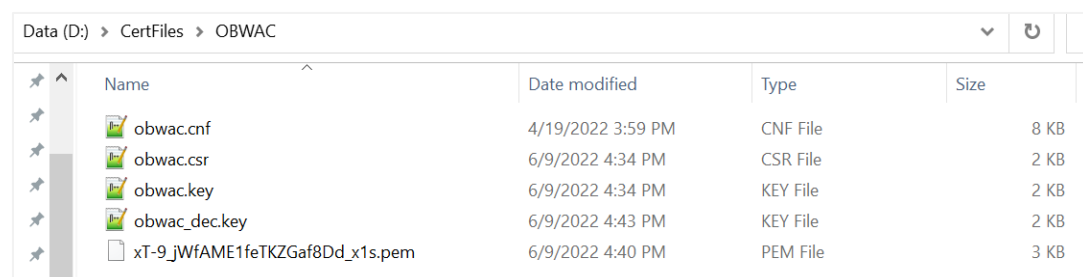 Data (D:) > CertFiles > OBWAC
Name Date modified Type Size
obwac.cnf 4/19/2022 3:59 PM CNF File 8 KB
obwac.csr 6/9/2022 4:34 PM CSR File 2 KB
obwac.key 6/9/2022 4:34 PM KEY File 2 KB
obwac_dec.key 6/9/2022 4:43 PM KEY File 2 KB
xT-9_jWfAME1feTKZGaf8Dd_x1s.pem 6/9/2022 4:40 PM PEM File 3 KB